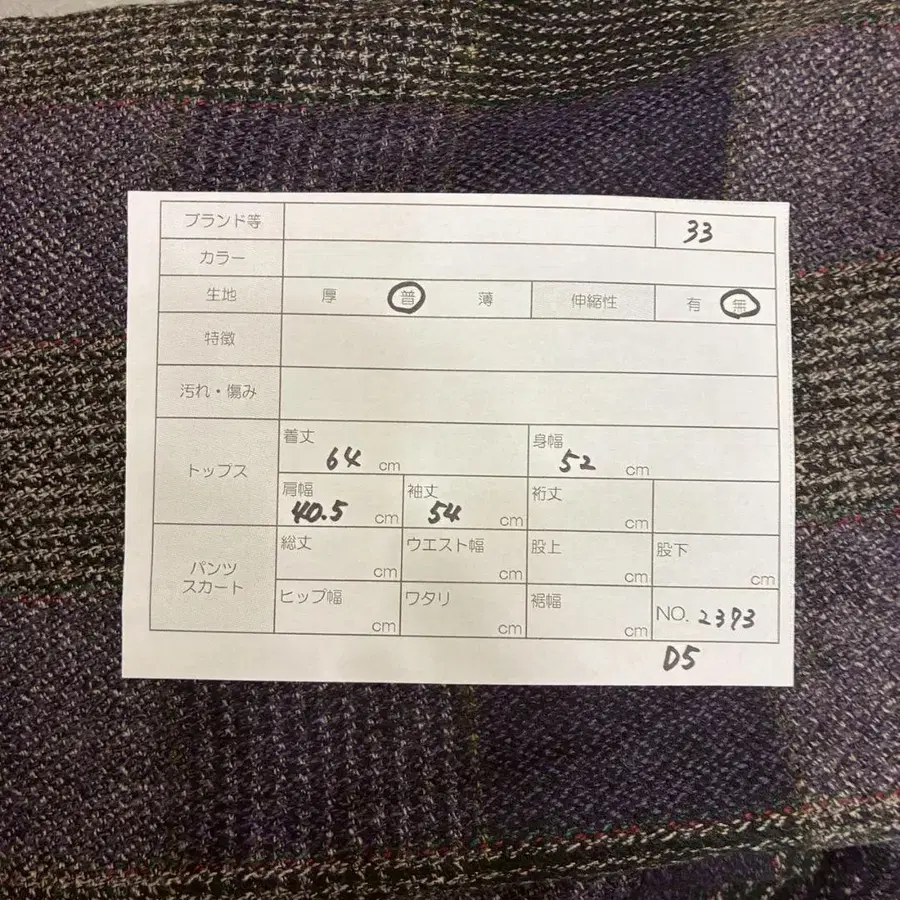 ブランド等 33
カラー
生地 厚 普 薄 伸縮性 有 無
特徴
汚れ・傷み
トップス
着丈 64 cm 身幅 52 cm
肩幅 40.5 cm 袖丈 54 cm 裄丈 cm
パンツ
スカート
総丈 cm ウエスト幅 cm 股上 cm 股下 cm
ヒップ幅 cm ワタリ cm 裾幅 cm NO. 2373
D5